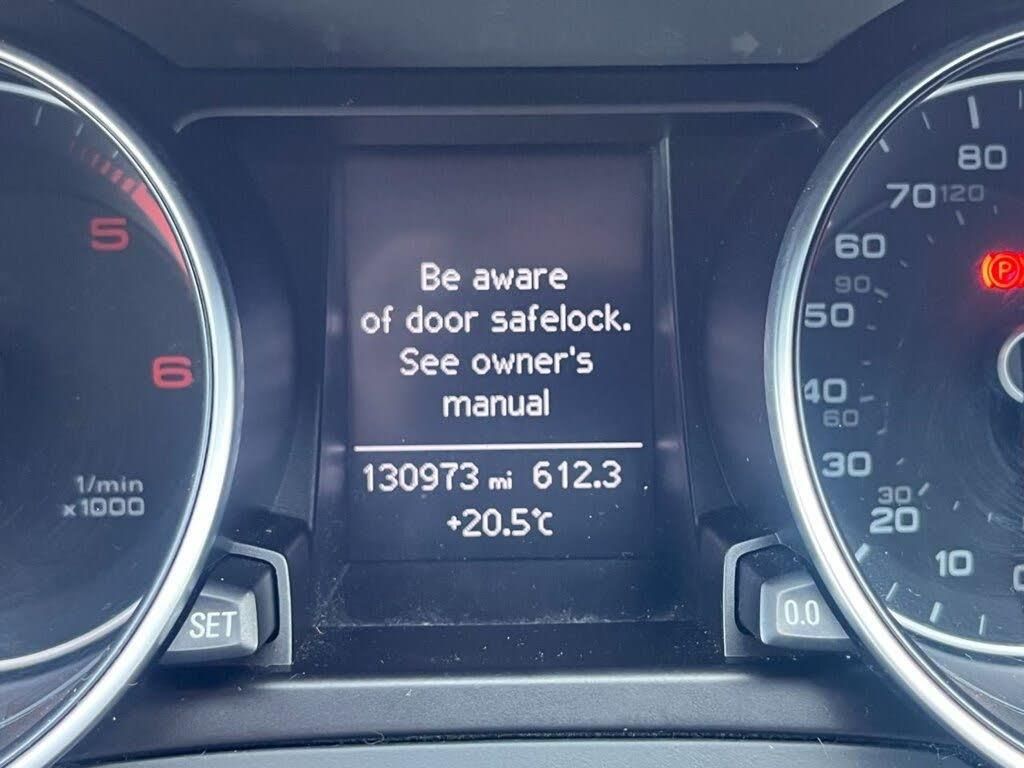 Be aware
of door safelock.
See owner's
manual
130973 mi 612.3
+20.5°C
5
6
1/min
x1000
SET
0.0
80
70 120
60
90
50
40
60
30
30
20
10
P